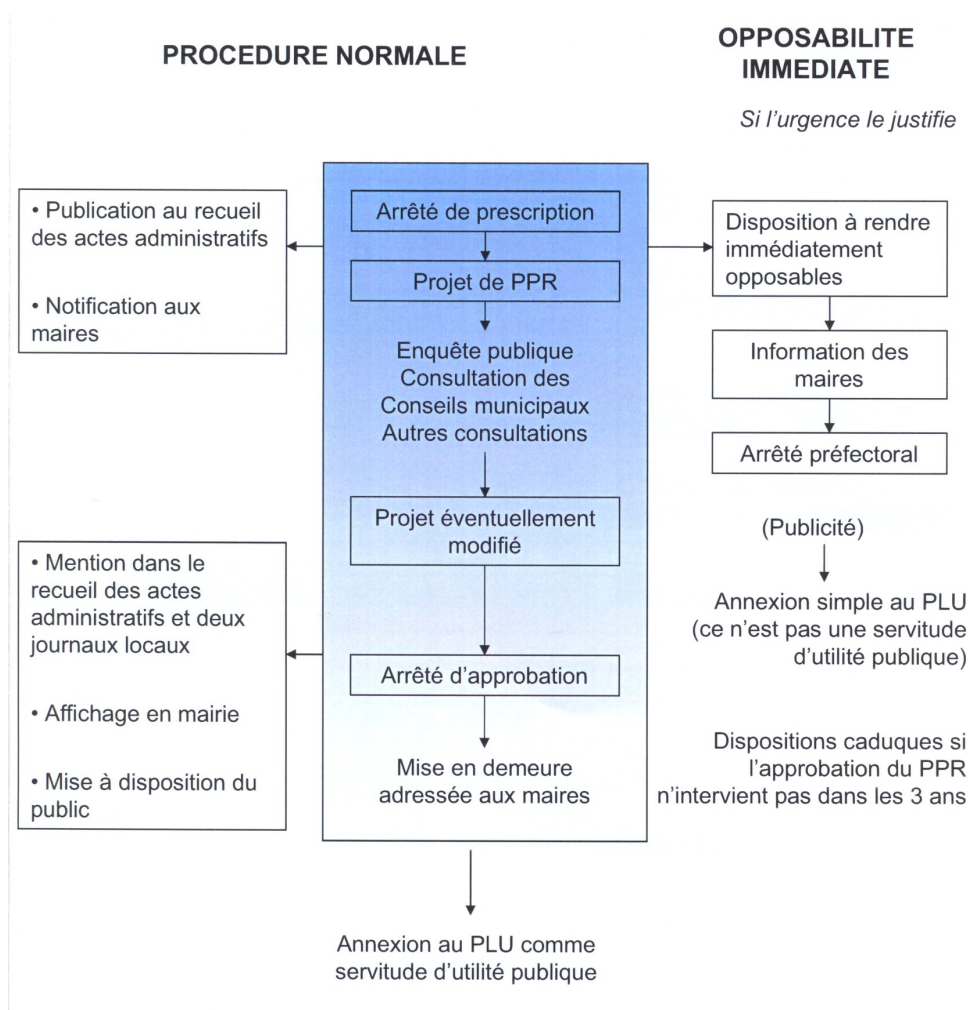 PROCEDURE NORMALE
OPPOSABILITE
IMMEDIATE
Si l'urgence le justifie
• Publication au recueil
des actes administratifs
• Notification aux
maires
Arrêté de prescription
Projet de PPR
Enquête publique
Consultation des
Conseils municipaux
Autres consultations
Projet éventuellement
modifié
• Mention dans le
recueil des actes
administratifs et deux
journaux locaux
• Affichage en mairie
• Mise à disposition du
public
Arrêté d'approbation
Mise en demeure
adressée aux maires
Annexion au PLU comme
servitude d'utilité publique
Disposition à rendre
immédiatement
opposables
Information des
maires
Arrêté préfectoral
(Publicité)
Annexion simple au PLU
(ce n'est pas une servitude
d'utilité publique)
Dispositions caduques si
l'approbation du PPR
n'intervient pas dans les 3 ans